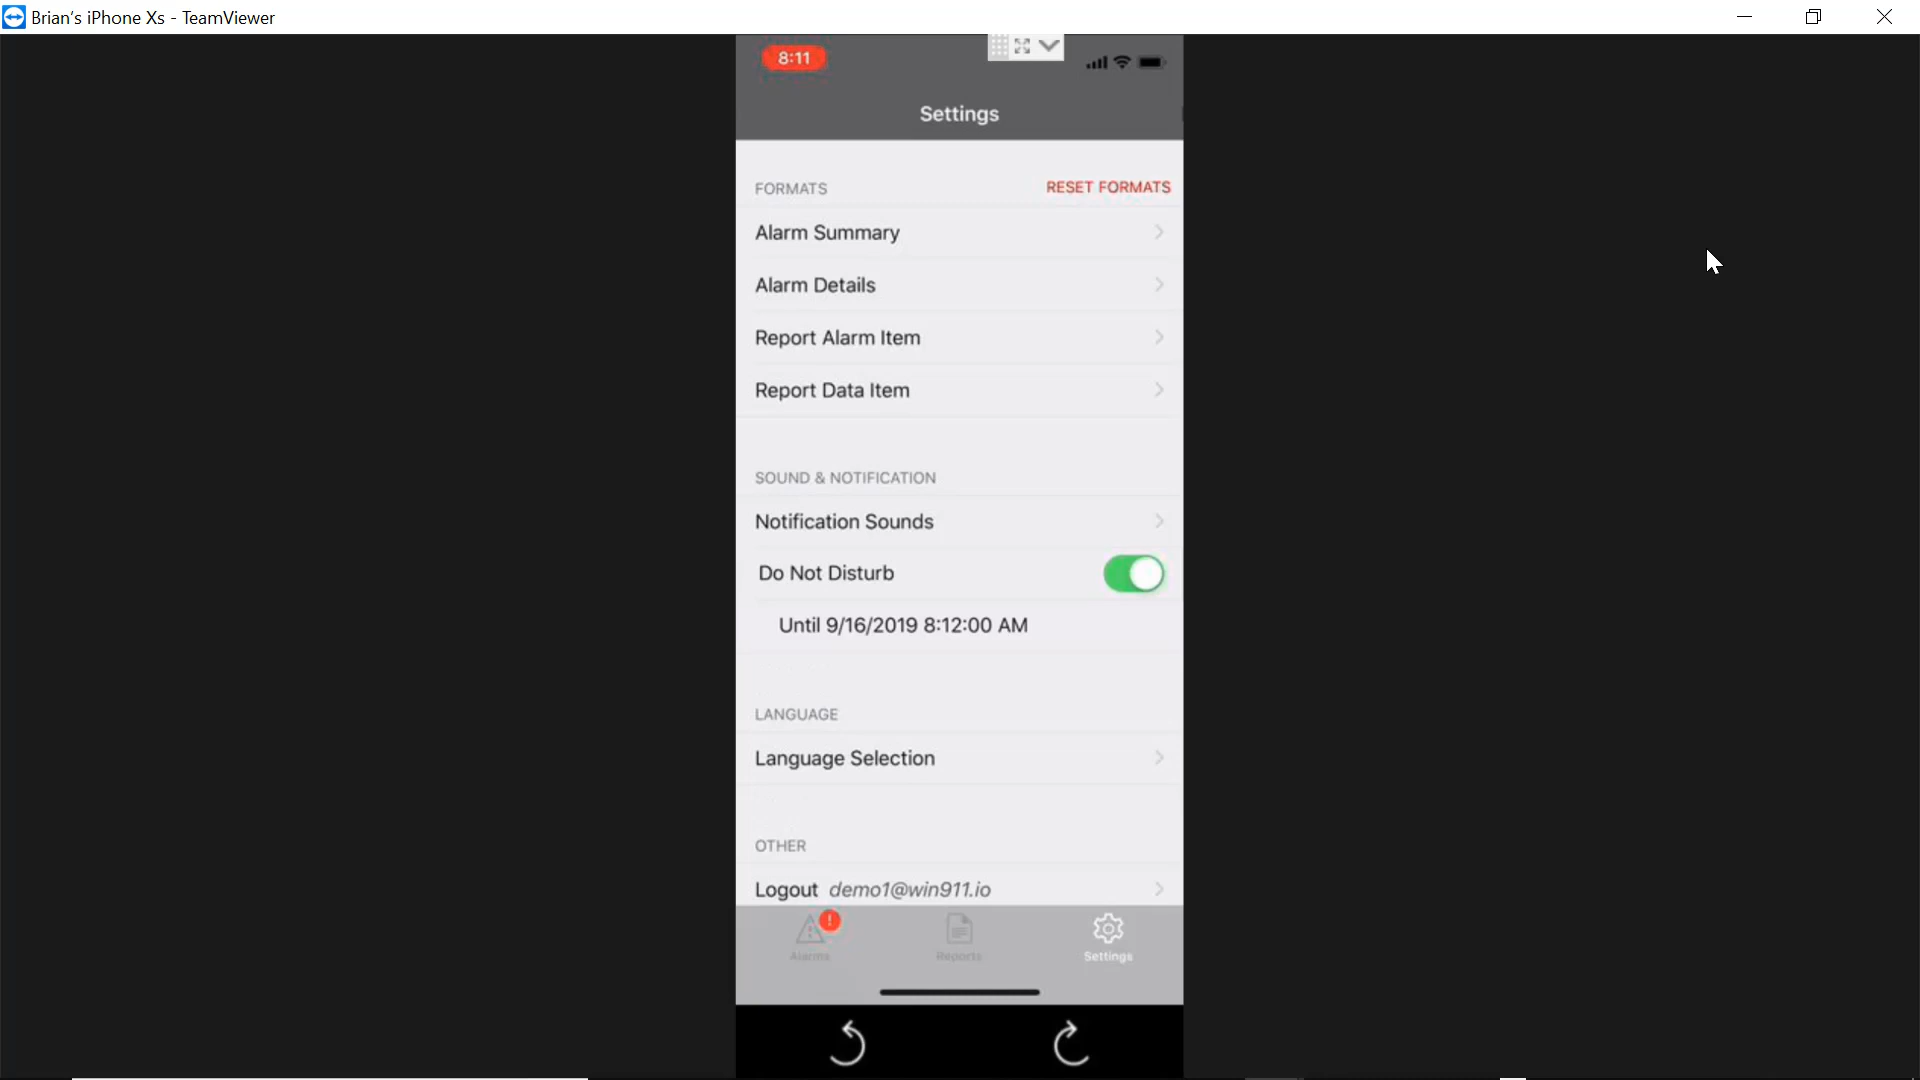 Brian's iPhone Xs - TeamViewer
8:11
Settings
FORMATS
RESET FORMATS
Alarm Summary
Alarm Details
Report Alarm Item
Report Data Item
SOUND & NOTIFICATION
Notification Sounds
Do Not Disturb
Until 9/16/2019 8:12:00 AM
LANGUAGE
Language Selection
OTHER
Logout demo1@win911.io
!
Alarms
Reports
Settings